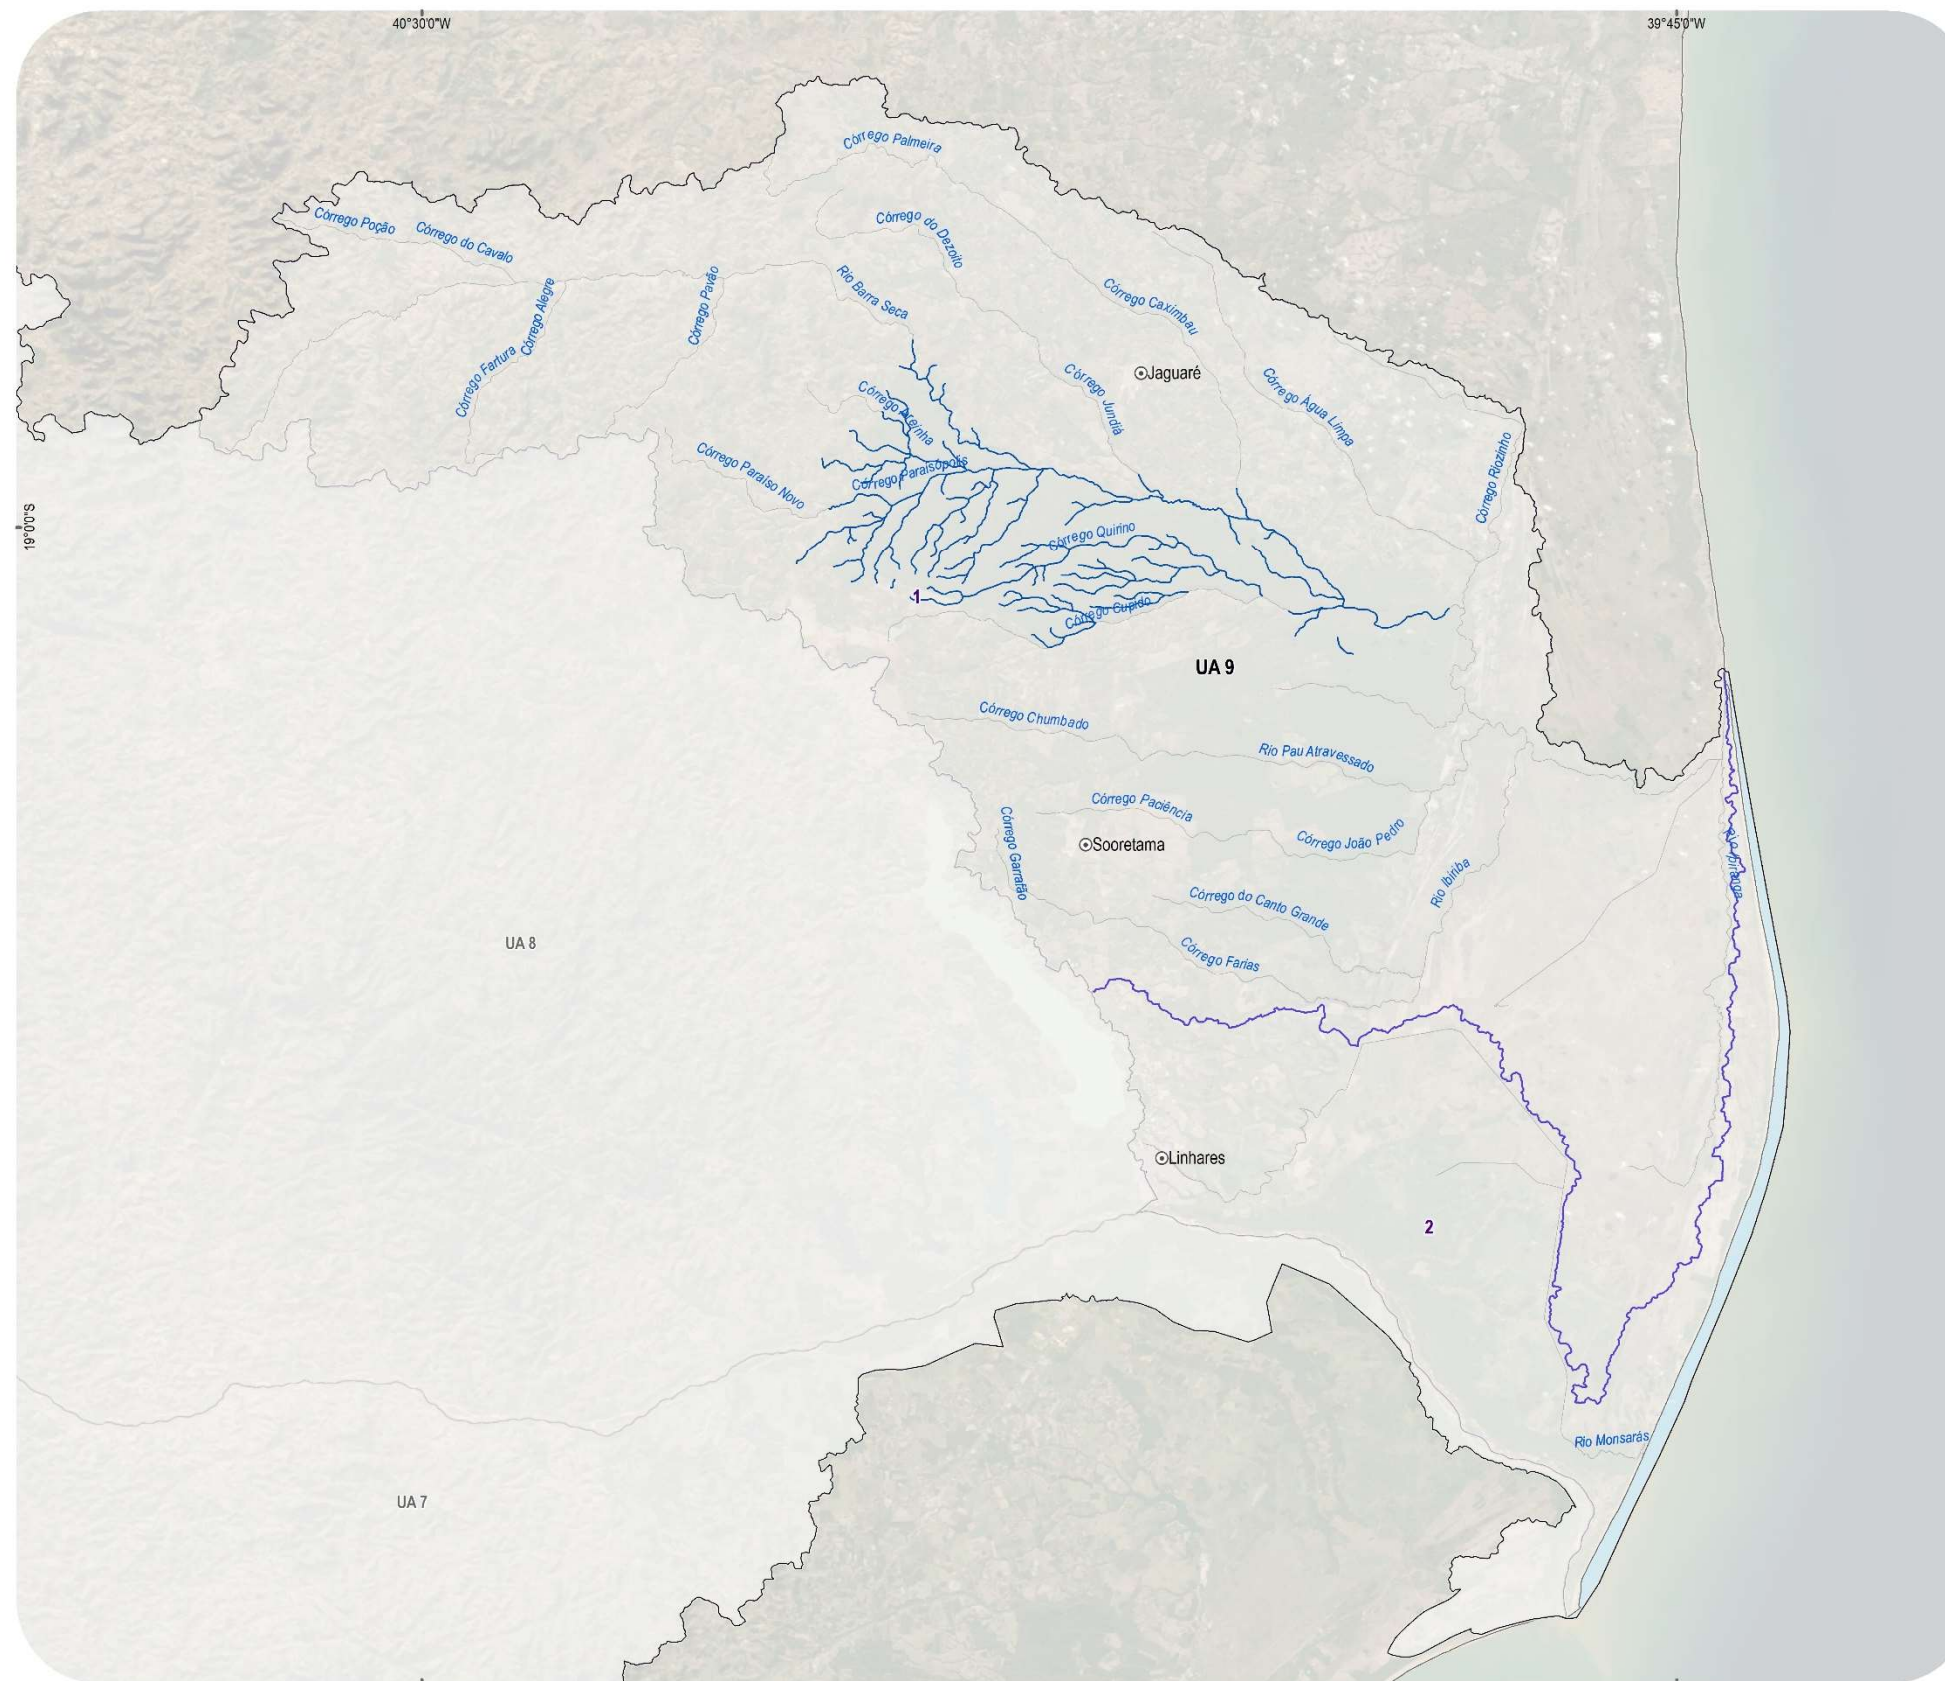 40°30'0"W
39°45'0"W
Córrego Palmeira
Córrego Poção
Córrego do Cavalo
Córrego do Dezoito
Córrego Alegre
Córrego Pavão
Rio Barra Seca
Córrego Caximbau
Córrego Fartura
Jaguaré
Córrego Jundiá
Córrego Água Limpa
Córrego Areinha
Córrego Riozinho
Córrego Paraíso Novo
Córrego Paraisópolis
19°0'0"S
Córrego Quirino
1
Córrego Cupido
UA 9
Córrego Chumbado
Rio Pau Atravessado
Córrego Paciência
Córrego João Pedro
Sooretama
Córrego Garrafão
Rio Ipiranga
Rio Ibiriba
Córrego do Canto Grande
UA 8
Córrego Farias
Linhares
2
Rio Monsarás
UA 7